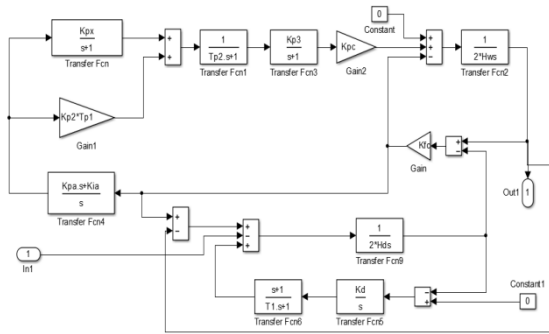 0
Constant
Kpx
s+1
Transfer Fcn
1
Tp2.s+1
Transfer Fcn1
Kp3
s+1
Transfer Fcn3
Kpc
Gain2
1
2*Hws
Transfer Fcn2
Kp2*Tp1
Gain1
Kfc
Gain
Kpa.s+Kia
s
Transfer Fcn4
Out1
1
1
In1
1
2*Hds
Transfer Fcn9
s+1
T1.s+1
Transfer Fcn6
Kd
s
Transfer Fcn5
Constant1
0